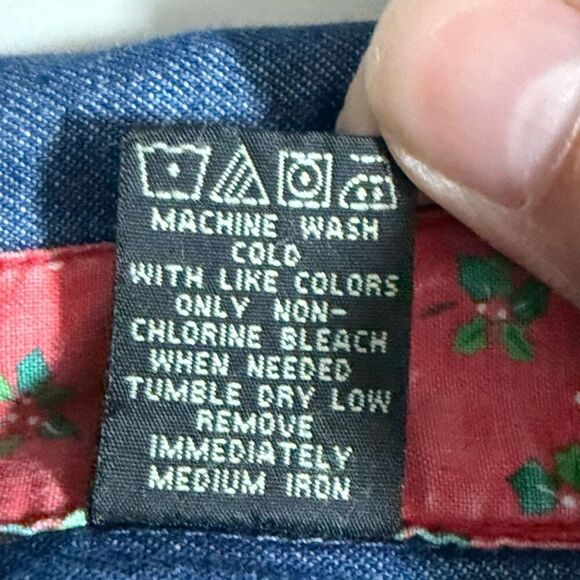 MACHINE WASH
COLD
WITH LIKE COLORS
ONLY NON-
CHLORINE BLEACH
WHEN NEEDED
TUMBLE DRY LOW
REMOVE
IMMEDIATELY
MEDIUM IRON